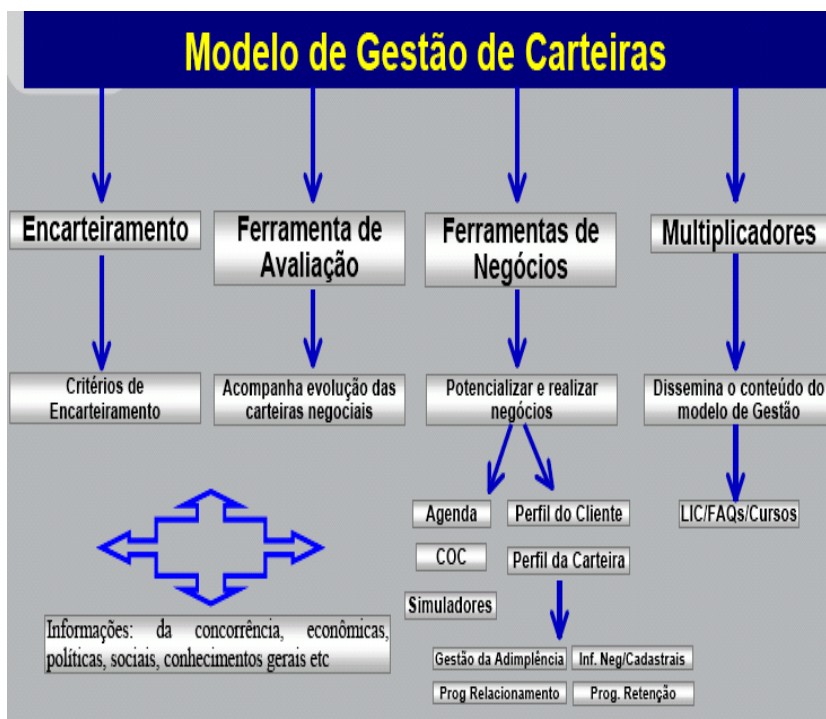 Modelo de Gestão de Carteiras
Encarteiramento
Ferramenta de
Avaliação
Ferramentas de
Negócios
Multiplicadores
Critérios de
Encarteiramento
Acompanha evolução das
carteiras negociais
Potencializar e realizar
negócios
Dissemina o conteúdo do
modelo de Gestão
Agenda
Perfil do Cliente
LIC/FAQs/Cursos
COC
Perfil da Carteira
Simuladores
Informações: da concorrência, econômicas,
políticas, sociais, conhecimentos gerais etc
Gestão da Adimplência
Inf. Neg/Cadastrais
Prog Relacionamento
Prog. Retenção